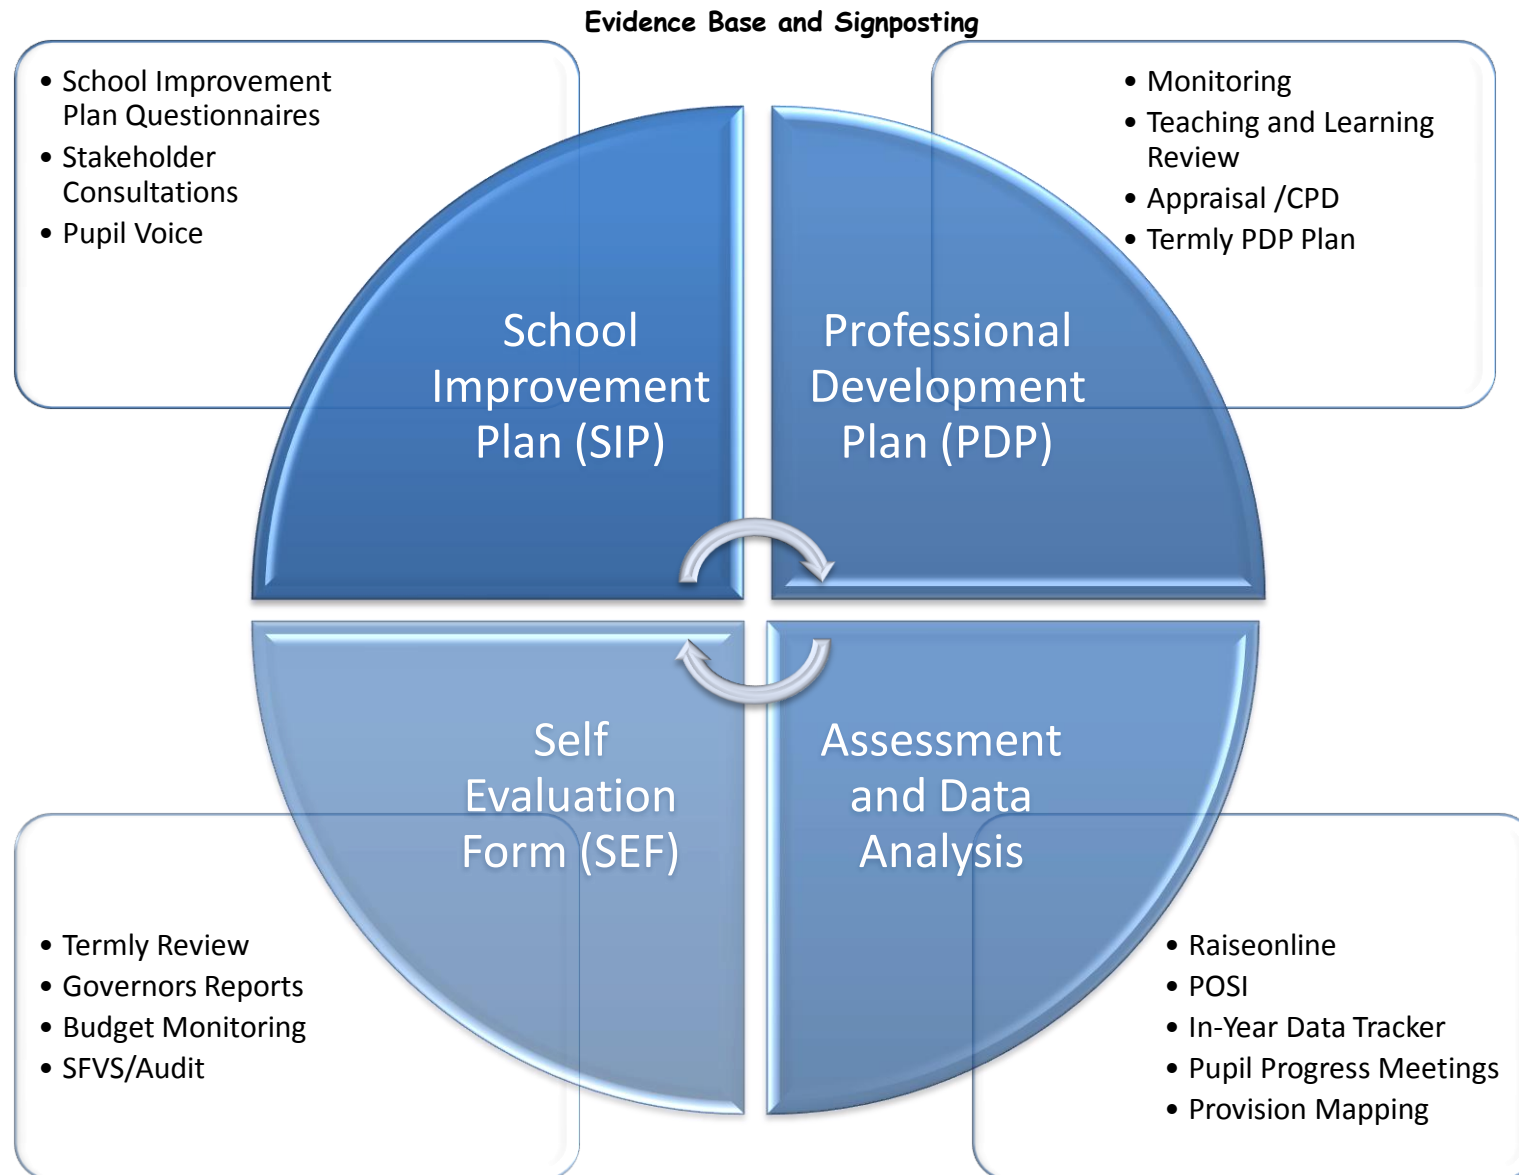 Evidence Base and Signposting
• School Improvement
Plan Questionnaires
• Stakeholder
Consultations
• Pupil Voice
• Monitoring
• Teaching and Learning
Review
• Appraisal /CPD
• Termly PDP Plan
School
Improvement
Plan (SIP)
Professional
Development
Plan (PDP)
Self
Evaluation
Form (SEF)
Assessment
and Data
Analysis
• Termly Review
• Governors Reports
• Budget Monitoring
• SFVS/Audit
• Raiseonline
• POSI
• In-Year Data Tracker
• Pupil Progress Meetings
• Provision Mapping